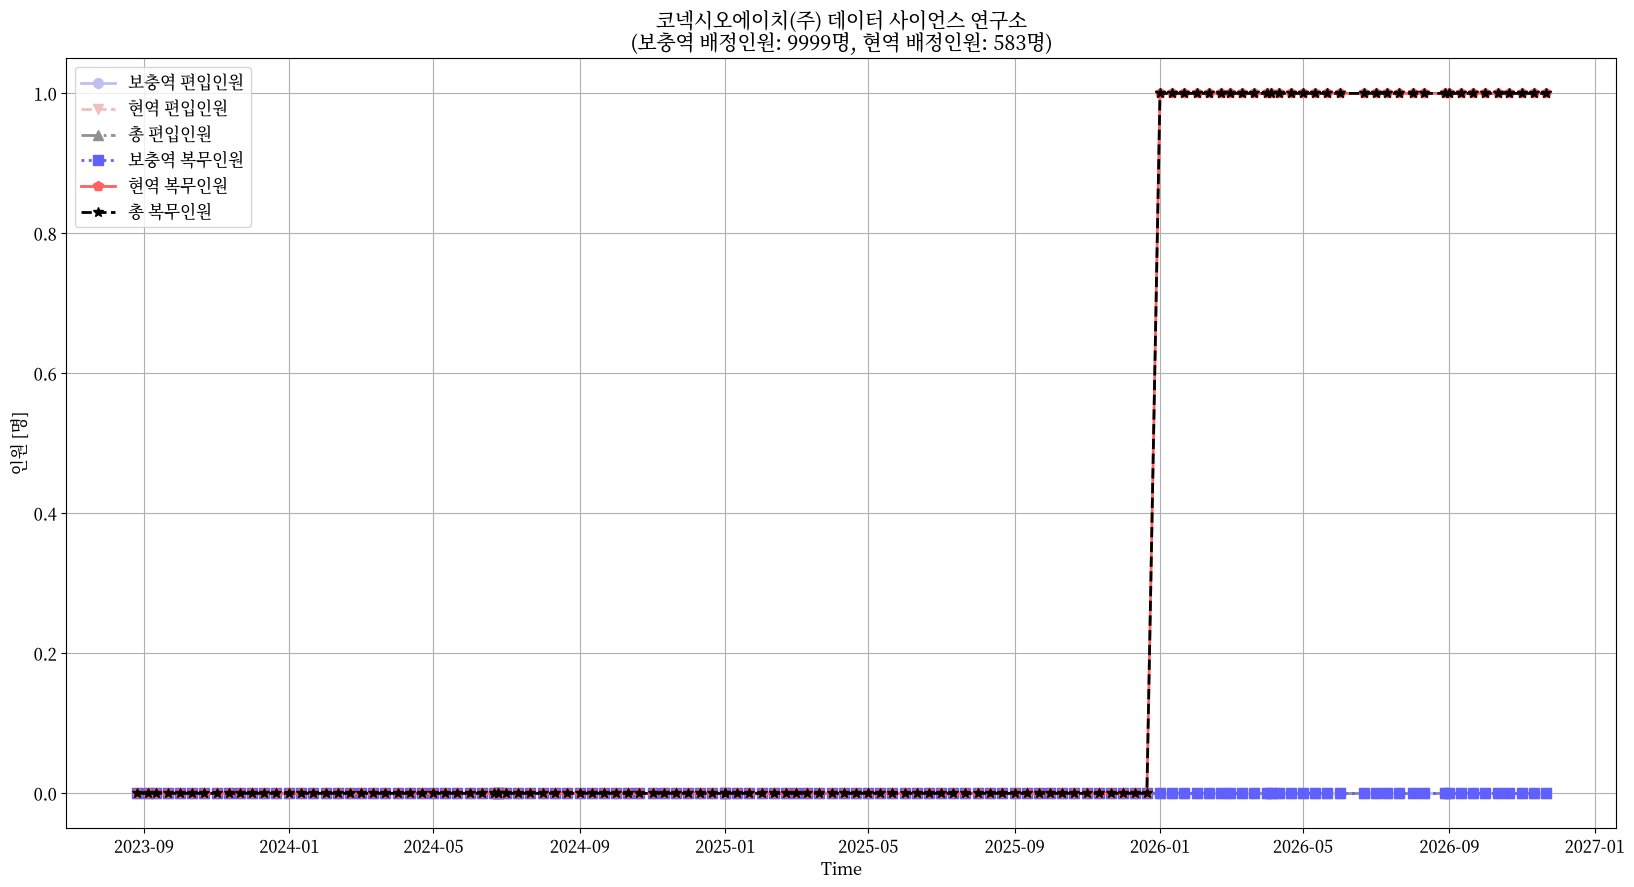 코넥시오에이치(주) 데이터 사이언스 연구소
(보충역 배정인원: 9999명, 현역 배정인원: 583명)
보충역 편입인원
현역 편입인원
총 편입인원
보충역 복무인원
현역 복무인원
총 복무인원
1.0
0.8
0.6
0.4
0.2
0.0
인원 [명]
2023-09 2024-01 2024-05 2024-09 2025-01 2025-05 2025-09 2026-01 2026-05 2026-09 2027-01
Time